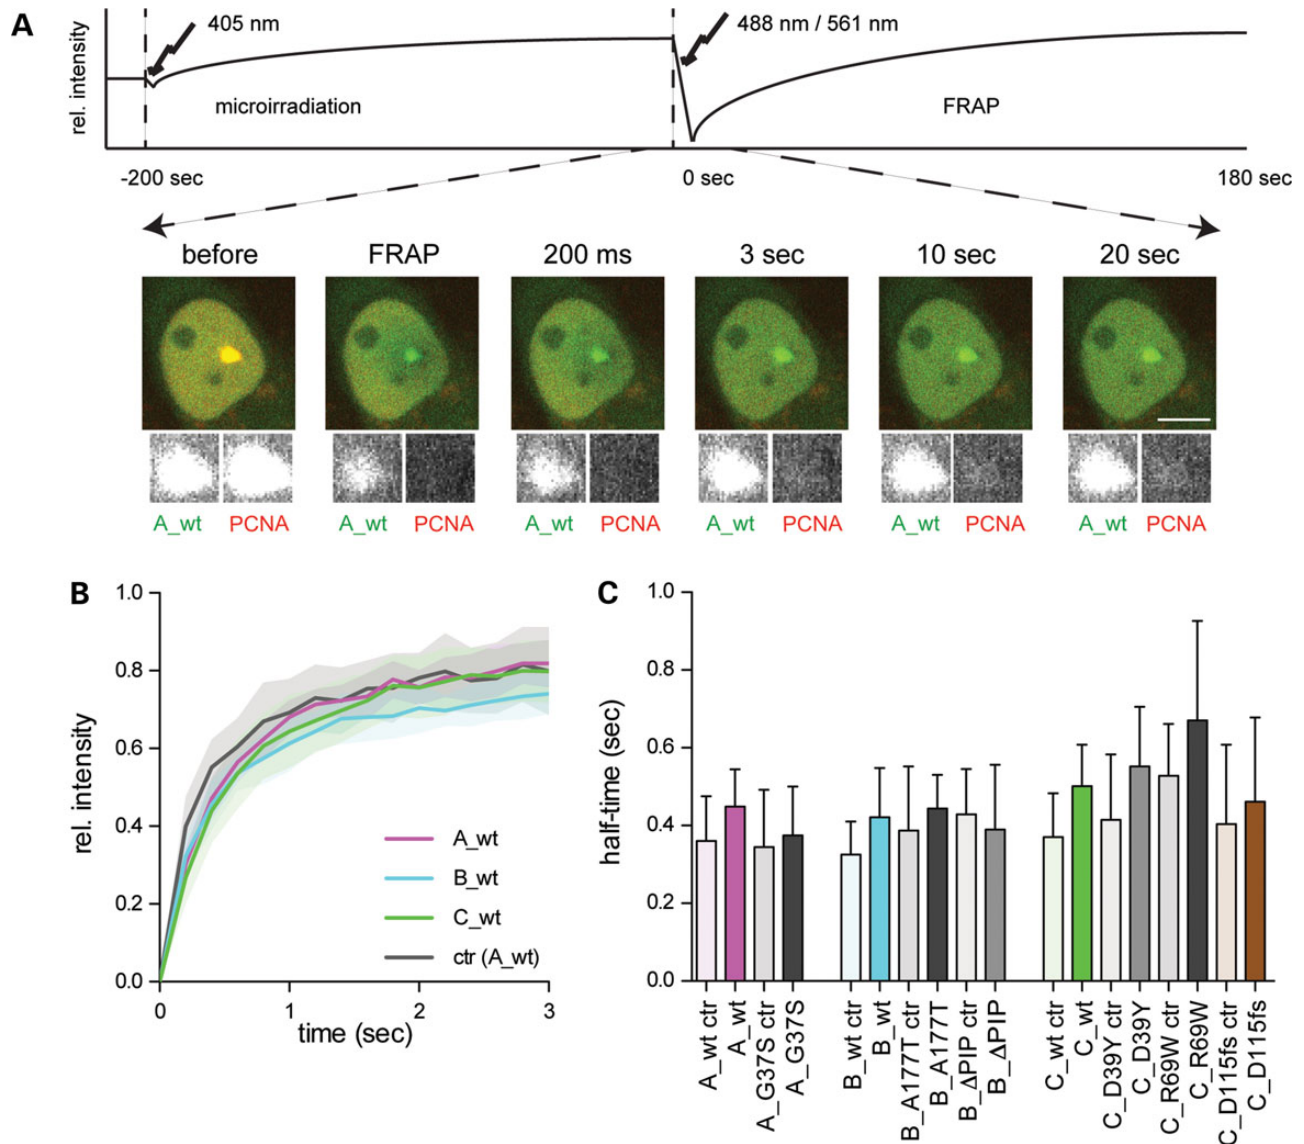 A
rel. intensity
405 nm
488 nm / 561 nm
microirradiation
FRAP
-200 sec
0 sec
180 sec
before
FRAP
200 ms
3 sec
10 sec
20 sec
A_wt PCNA
A_wt PCNA
A_wt PCNA
A_wt PCNA
A_wt PCNA
A_wt PCNA
B
rel. intensity
1.0
0.8
0.6
0.4
0.2
0.0
A_wt
B_wt
C_wt
ctr (A_wt)
0 1 2 3
time (sec)
C
half-time (sec)
1.0
0.8
0.6
0.4
0.2
0.0
A_wt ctr
A_wt
A_G37S ctr
A_G37S
B_wt ctr
B_wt
B_A177T ctr
B_A177T
B_ΔPIP ctr
B_ΔPIP
C_wt ctr
C_wt
C_D39Y ctr
C_D39Y
C_R69W ctr
C_R69W
C_D115fs ctr
C_D115fs